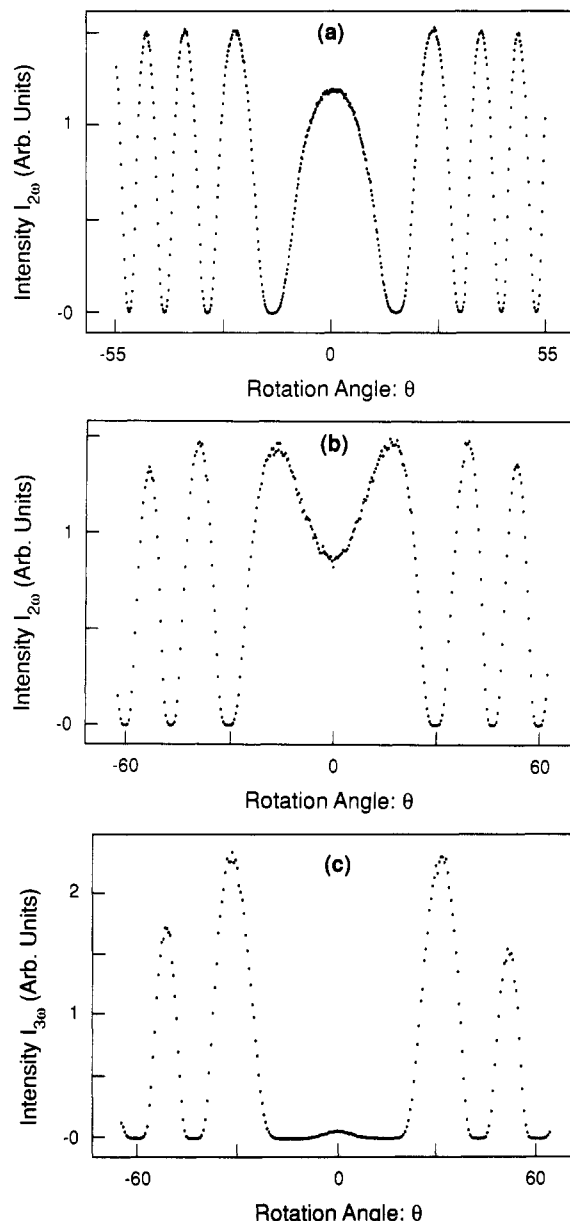 (a)
Intensity I2ω (Arb. Units)
1
-0
-55
0
55
Rotation Angle: θ
(b)
Intensity I2ω (Arb. Units)
1
-0
-60
0
60
Rotation Angle: θ
(c)
Intensity I3ω (Arb. Units)
2
1
-0
-60
0
60
Rotation Angle: θ